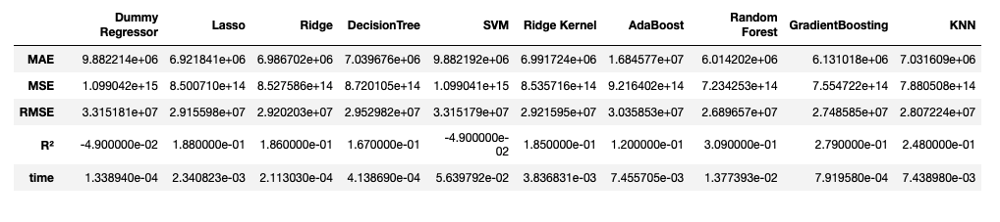 Dummy Regressor Lasso Ridge DecisionTree SVM Ridge Kernel AdaBoost Random Forest GradientBoosting KNN
MAE 9.882214e+06 6.921841e+06 6.986702e+06 7.039676e+06 9.882192e+06 6.991724e+06 1.684577e+07 6.014202e+06 6.131018e+06 7.031609e+06
MSE 1.099042e+15 8.500710e+14 8.527586e+14 8.720105e+14 1.099041e+15 8.535716e+14 9.216402e+14 7.234253e+14 7.554722e+14 7.880508e+14
RMSE 3.315181e+07 2.915598e+07 2.920203e+07 2.952982e+07 3.315179e+07 2.921595e+07 3.035853e+07 2.689657e+07 2.748585e+07 2.807224e+07
R² -4.900000e-02 1.880000e-01 1.860000e-01 1.670000e-01 -4.900000e-02 1.850000e-01 1.200000e-01 3.090000e-01 2.790000e-01 2.480000e-01
time 1.338940e-04 2.340823e-03 2.113030e-04 4.138690e-04 5.639792e-02 3.836831e-03 7.455705e-03 1.377393e-02 7.919580e-04 7.438980e-03